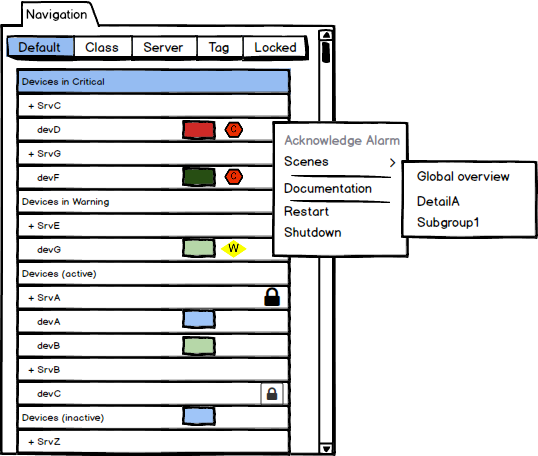 Navigation
Default Class Server Tag Locked
Devices in Critical
+ SrvC
devD C
+ SrvG
devF C
Devices in Warning
+ SrvE
devG W
Devices (active)
+ SrvA
devA
devB
+ SrvB
devC
Devices (inactive)
+ SrvZ
Acknowledge Alarm
Scenes >
Documentation
Restart
Shutdown
Global overview
DetailA
Subgroup1